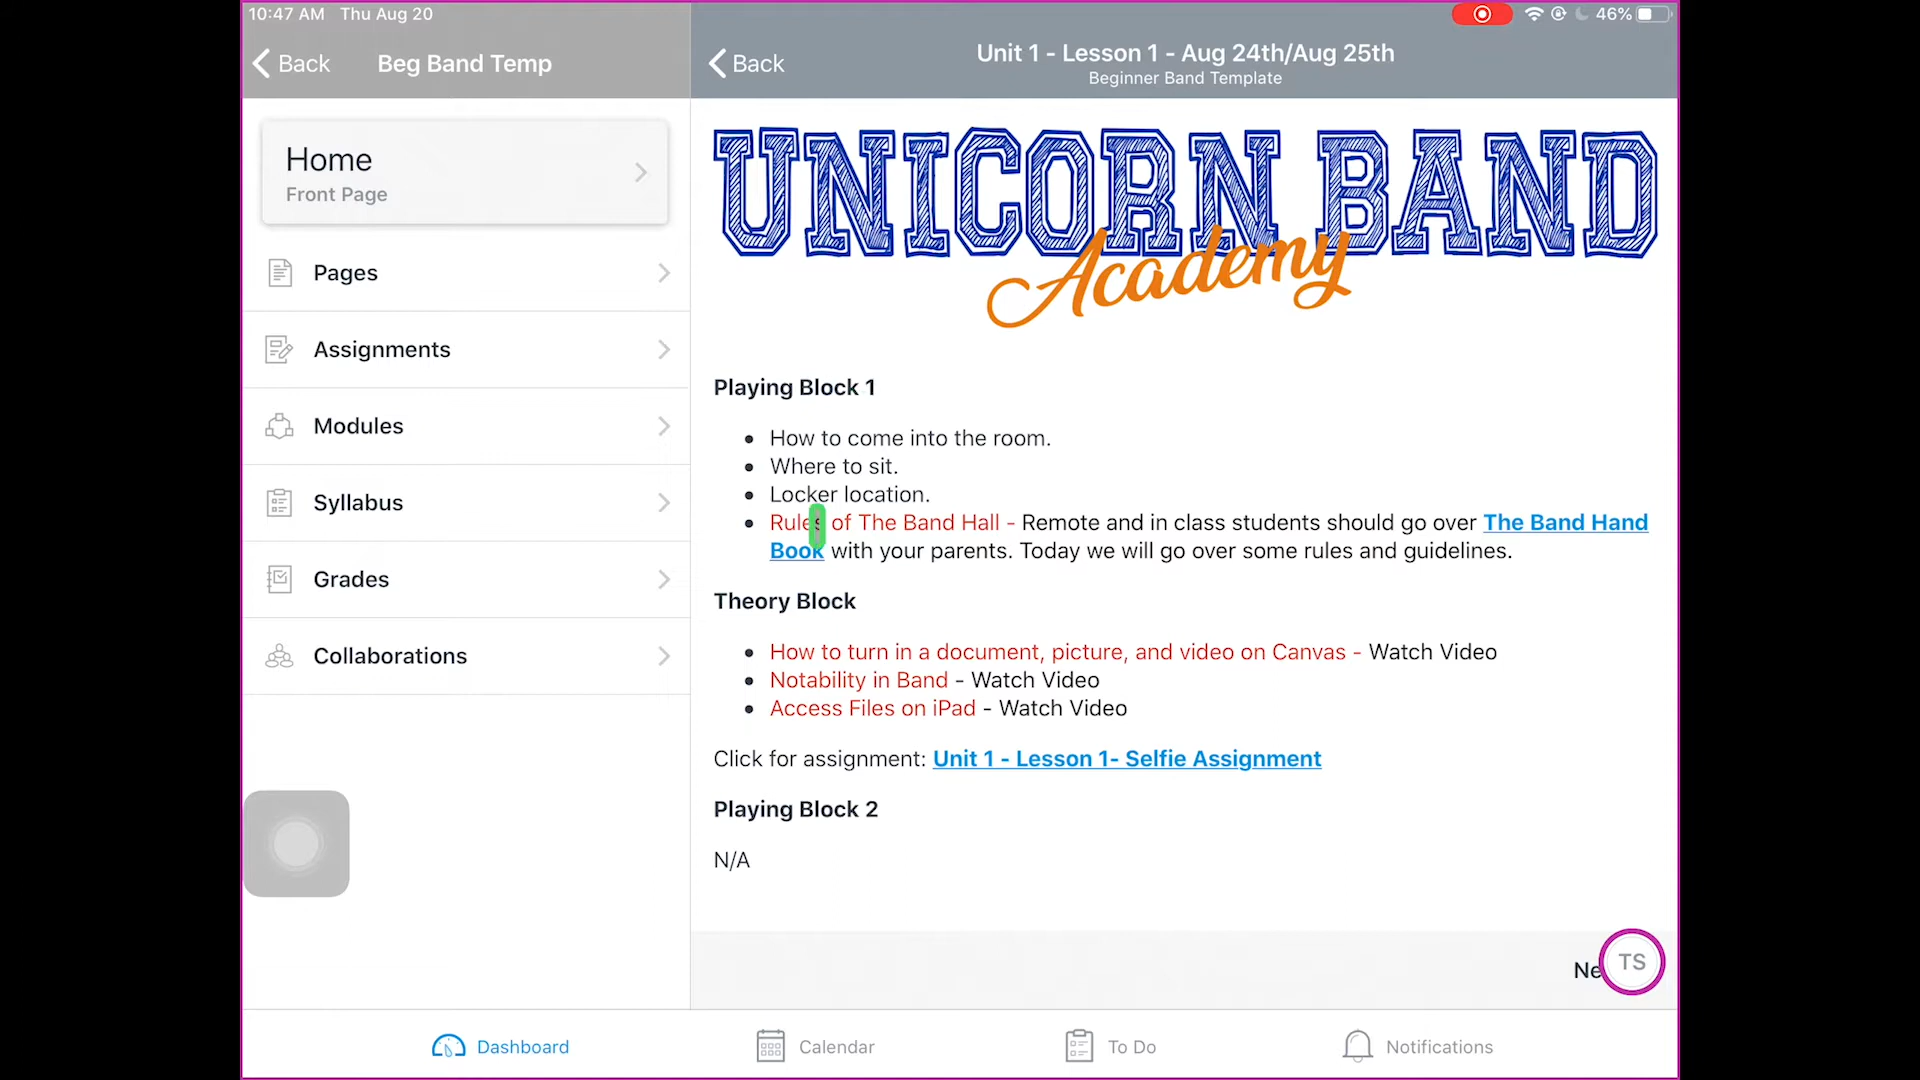 10:47 AM Thu Aug 20
46%
Back
Beg Band Temp
Back
Unit 1 - Lesson 1 - Aug 24th/Aug 25th
Beginner Band Template
Home
Front Page
Pages
Assignments
Modules
Syllabus
Grades
Collaborations
UNICORN BAND
Academy
Playing Block 1
How to come into the room.
Where to sit.
Locker location.
Rules of The Band Hall - Remote and in class students should go over The Band Hand
Book with your parents. Today we will go over some rules and guidelines.
Theory Block
How to turn in a document, picture, and video on Canvas - Watch Video
Notability in Band - Watch Video
Access Files on iPad - Watch Video
Click for assignment: Unit 1 - Lesson 1- Selfie Assignment
Playing Block 2
N/A
TS
Dashboard
Calendar
To Do
Notifications